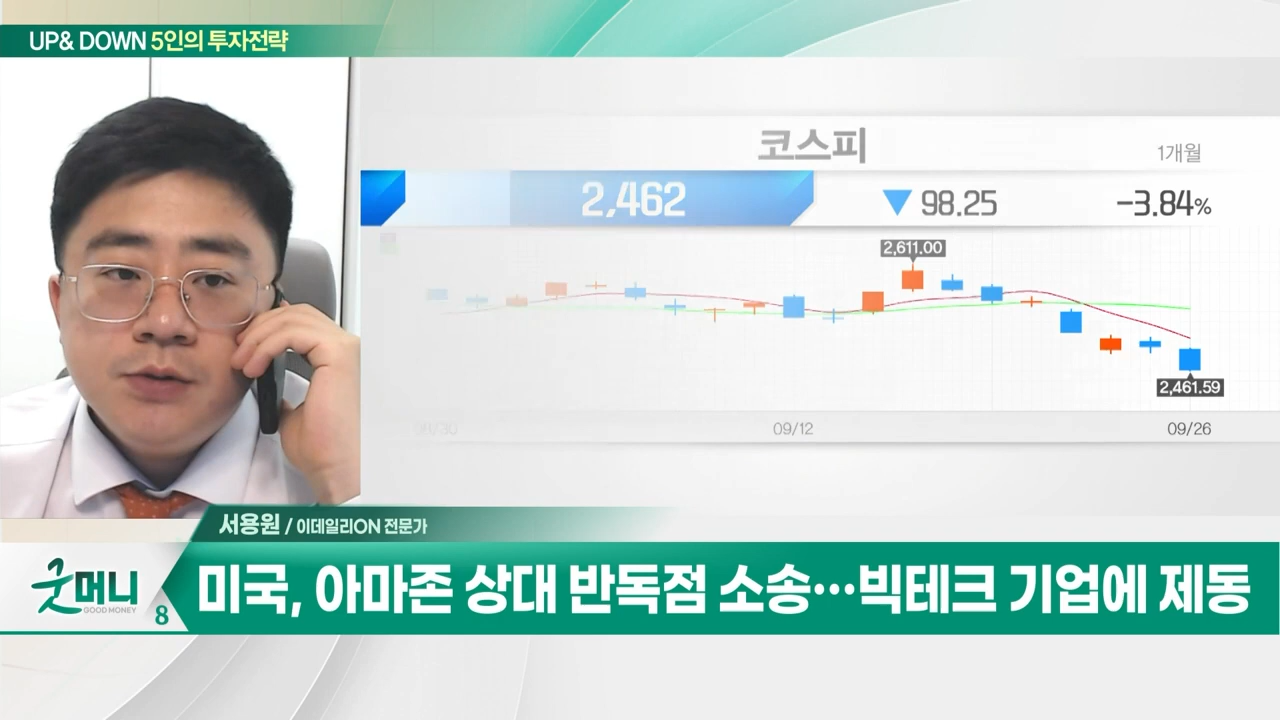 UP& DOWN 5인의 투자전략
코스피
1개월
2,462 ▼ 98.25 -3.84%
2,611.00
2,461.59
08/30 09/12 09/26
서용원 / 이데일리ON 전문가
굿머니
GOOD MONEY
8
미국, 아마존 상대 반독점 소송…빅테크 기업에 제동